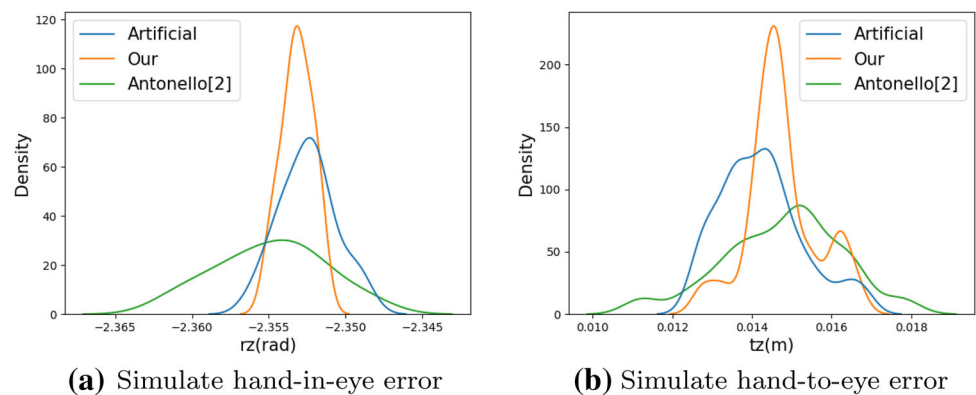 Artificial
Our
Antonello[2]
Density
120
100
80
60
40
20
0
−2.365
−2.360
−2.355
−2.350
−2.345
rz(rad)
(a) Simulate hand-in-eye error
Artificial
Our
Antonello[2]
Density
200
150
100
50
0
0.010
0.012
0.014
0.016
0.018
tz(m)
(b) Simulate hand-to-eye error